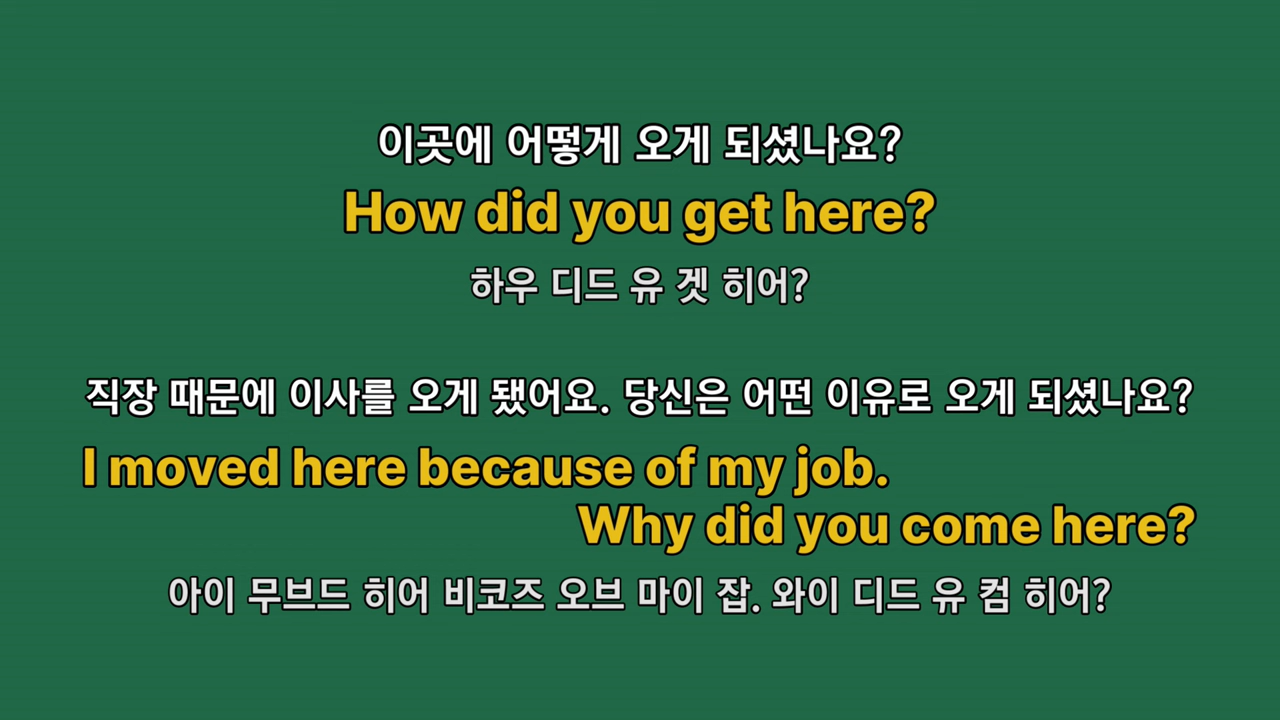 이곳에 어떻게 오게 되셨나요?
How did you get here?
하우 디드 유 겟 히어?
직장 때문에 이사를 오게 됐어요. 당신은 어떤 이유로 오게 되셨나요?
I moved here because of my job.
Why did you come here?
아이 무브드 히어 비코즈 오브 마이 잡. 와이 디드 유 컴 히어?